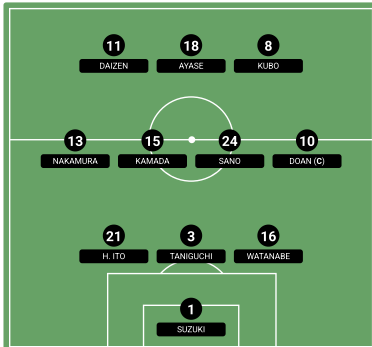 11 18 8
DAIZEN AYASE KUBO
13 15 24 10
NAKAMURA KAMADA SANO DOAN (C)
21 3 16
H. ITO TANIGUCHI WATANABE
1
SUZUKI